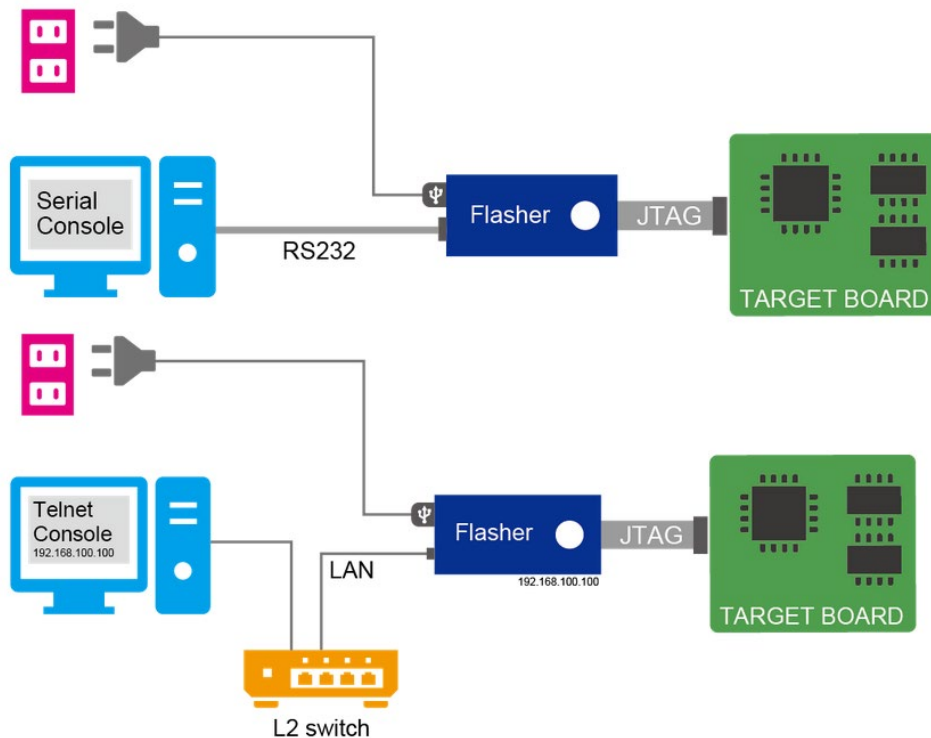 Serial
Console
RS232
Flasher
JTAG
TARGET BOARD
Telnet
Console
192.168.100.100
LAN
Flasher
192.168.100.100
JTAG
TARGET BOARD
L2 switch